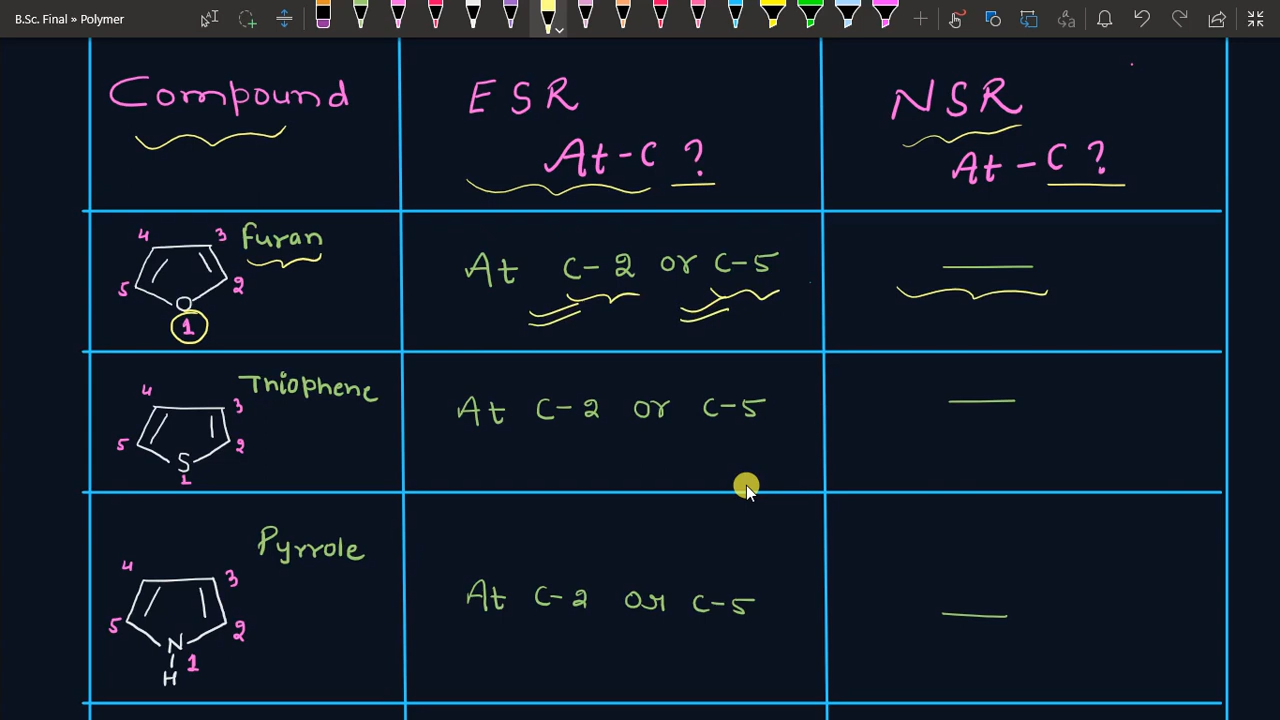 B.Sc. Final » Polymer
Compound
ESR
At-C ?
NSR
At - C ?
4
3
Furan
5
2
O
1
At C-2 or C-5
4
Thiophene
3
5
2
S
1
At C-2 or C-5
Pyrrole
4
3
5
2
N
1
H
At C-2 or C-5